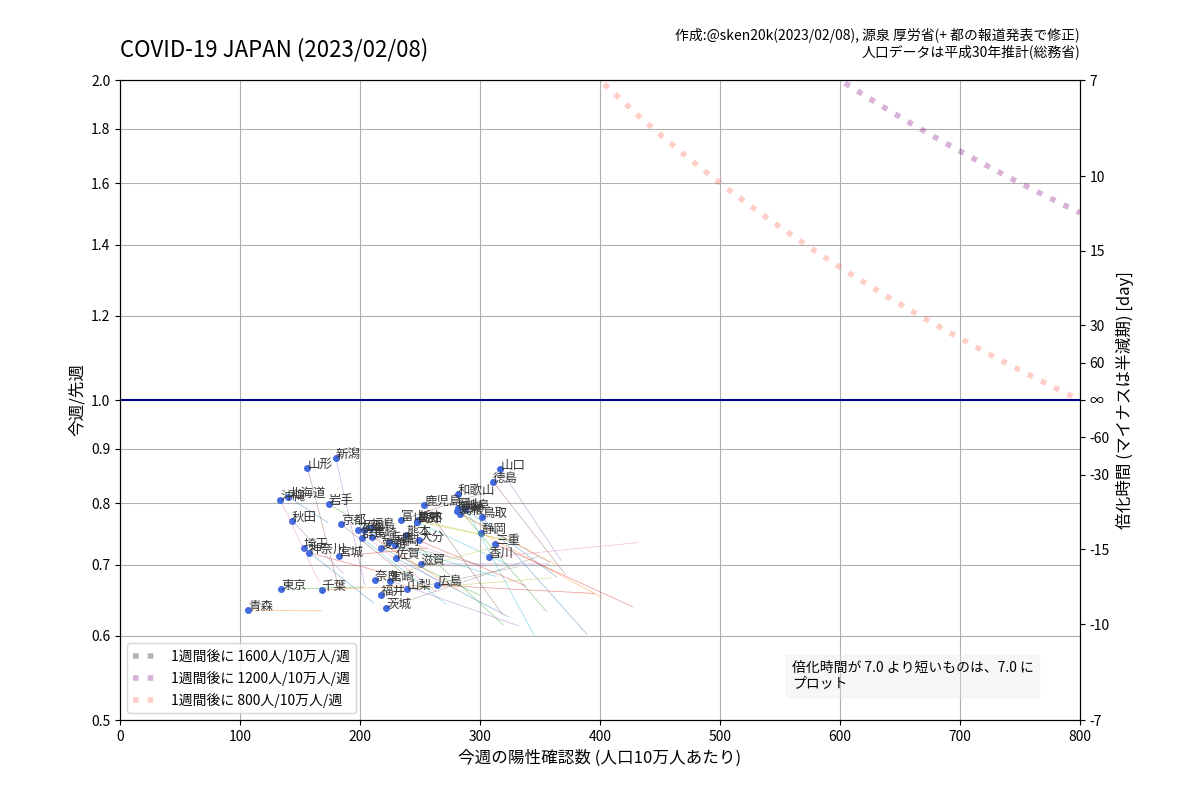 COVID-19 JAPAN (2023/02/08)
作成:@sken20k(2023/02/08), 源泉 厚労省(+ 都の報道発表で修正)
人口データは平成30年推計(総務省)
2.0
1.8
1.6
1.4
1.2
1.0
0.9
0.8
0.7
0.6
0.5
今週/先週
7
10
15
30
60
∞
-60
-30
-15
-10
-7
倍化時間 (マイナスは半減期) [day]
新潟
山形
山口
徳島
和歌山
北海道
沖縄
岩手
鹿児島
鳥取
秋田
京都
静岡
三重
大分
熊本
埼玉
神奈川
宮城
香川
佐賀
滋賀
奈良
宮崎
広島
山梨
東京
千葉
福井
茨城
青森
1週間後に 1600人/10万人/週
1週間後に 1200人/10万人/週
1週間後に 800人/10万人/週
倍化時間が 7.0 より短いものは、7.0 に
プロット
0
100
200
300
400
500
600
700
800
今週の陽性確認数 (人口10万人あたり)